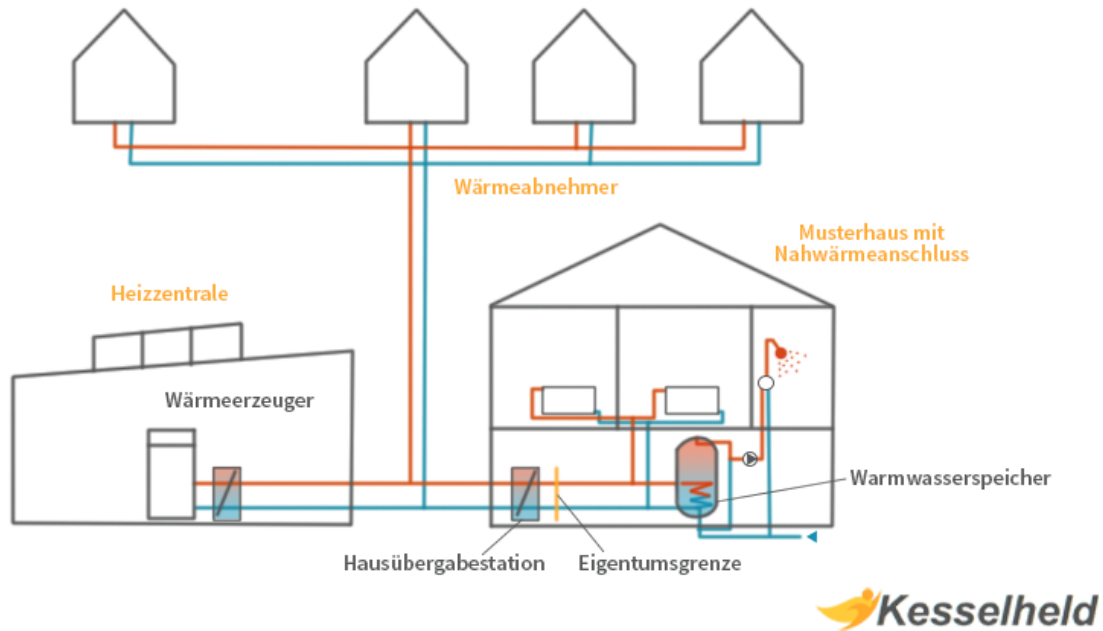 Wärmeabnehmer
Musterhaus mit
Nahwärmeanschluss
Heizzentrale
Wärmeerzeuger
Warmwasserspeicher
Hausübergabestation
Eigentumsgrenze
Kesselheld